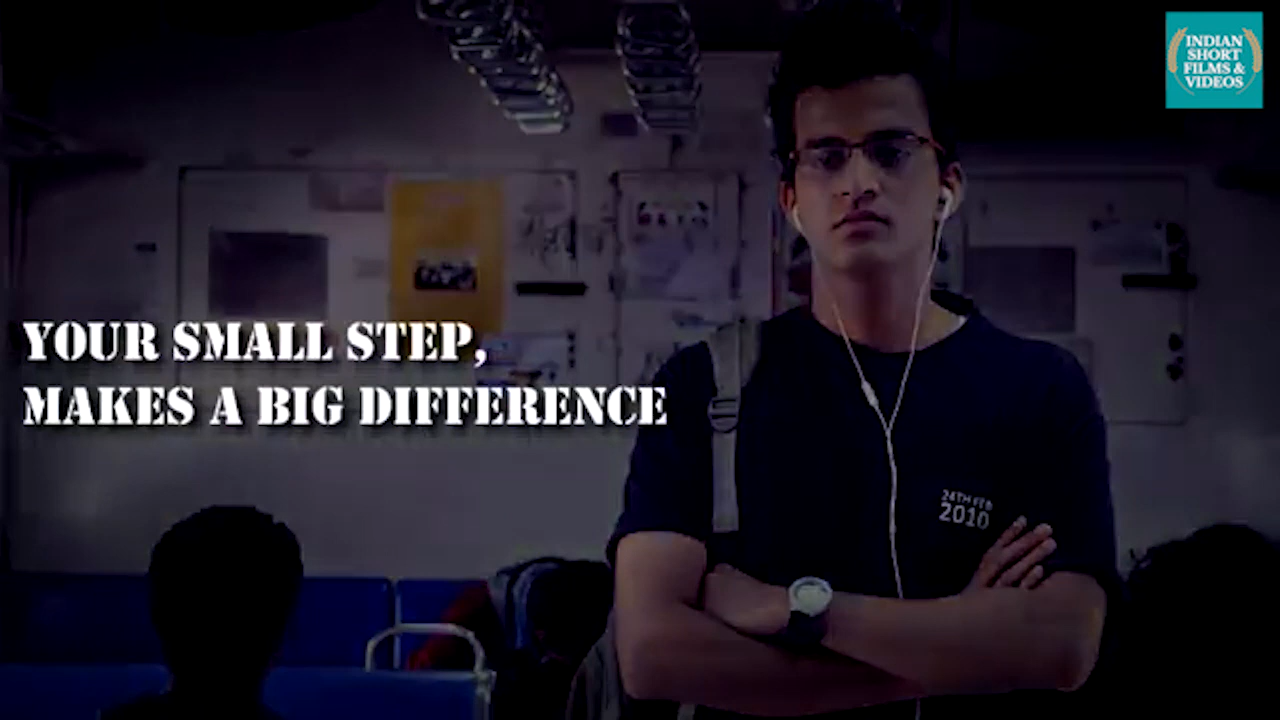 INDIAN
SHORT
FILMS &
VIDEOS
YOUR SMALL STEP,
MAKES A BIG DIFFERENCE
24TH FEB
2010